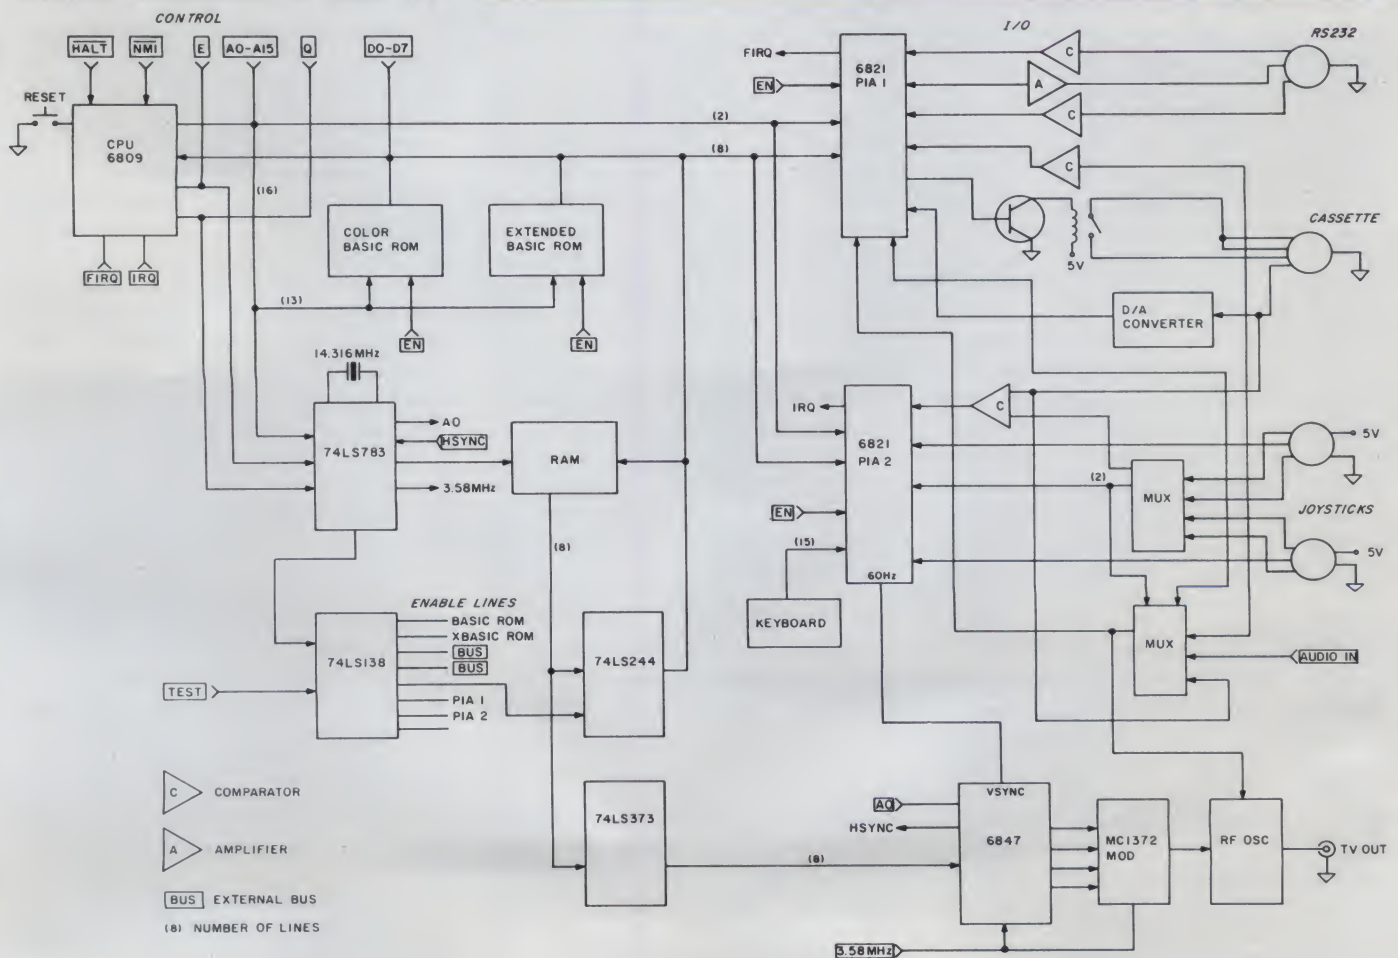 CONTROL
HALT
NMI
E
A0-A15
Q
D0-D7
RESET
CPU
6809
(16)
FIRQ
IRQ
COLOR
BASIC ROM
EXTENDED
BASIC ROM
(13)
EN
EN
(2)
(8)
I/O
FIRQ
EN
6821
PIA 1
C
A
C
C
RS232
5V
CASSETTE
D/A
CONVERTER
14.316MHz
74LS783
A0
HSYNC
3.58MHz
RAM
(8)
IRQ
6821
PIA 2
EN
(15)
60Hz
KEYBOARD
C
(2)
MUX
5V
JOYSTICKS
5V
MUX
AUDIO IN
ENABLE LINES
BASIC ROM
XBASIC ROM
BUS
BUS
PIA 1
PIA 2
74LS138
TEST
74LS244
74LS373
(8)
A0
HSYNC
VSYNC
6847
MC1372
MOD
RF OSC
TV OUT
3.58MHz
C COMPARATOR
A AMPLIFIER
BUS EXTERNAL BUS
(8) NUMBER OF LINES